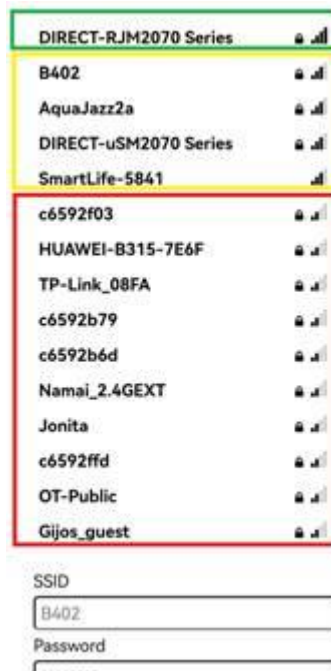 DIRECT-RJM2070 Series
B402
AquaJazz2a
DIRECT-uSM2070 Series
SmartLife-5841
c6592f03
HUAWEI-B315-7E6F
TP-Link_08FA
c6592b79
c6592b6d
Namai_2.4GEXT
Jonita
c6592ffd
OT-Public
Gijos_guest
SSID
B402
Password